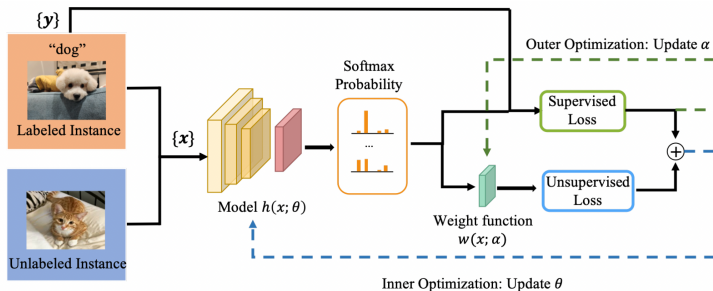 {y}
"dog"
Labeled Instance
{x}
Unlabeled Instance
Model h(x; θ)
Softmax
Probability
...
Weight function
w(x; α)
Outer Optimization: Update α
Supervised
Loss
Unsupervised
Loss
Inner Optimization: Update θ